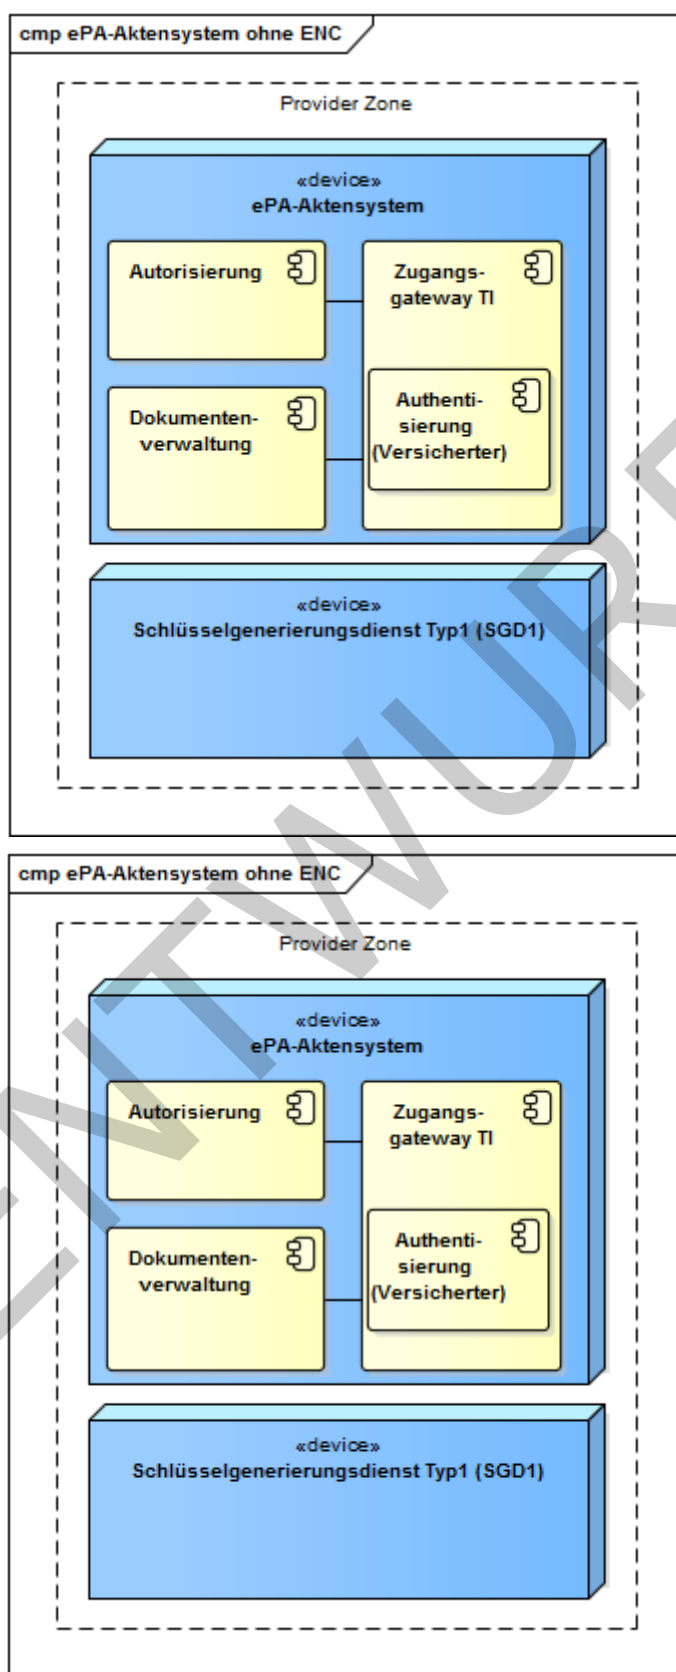 cmp ePA-Aktensystem ohne ENC
Provider Zone
«device»
ePA-Aktensystem
Autorisierung
Zugangs-
gateway TI
Dokumenten-
verwaltung
Authenti-
sierung
(Versicherter)
«device»
Schlüsselgenerierungsdienst Typ1 (SGD1)
cmp ePA-Aktensystem ohne ENC
Provider Zone
«device»
ePA-Aktensystem
Autorisierung
Zugangs-
gateway TI
Dokumenten-
verwaltung
Authenti-
sierung
(Versicherter)
«device»
Schlüsselgenerierungsdienst Typ1 (SGD1)
ENTWURF